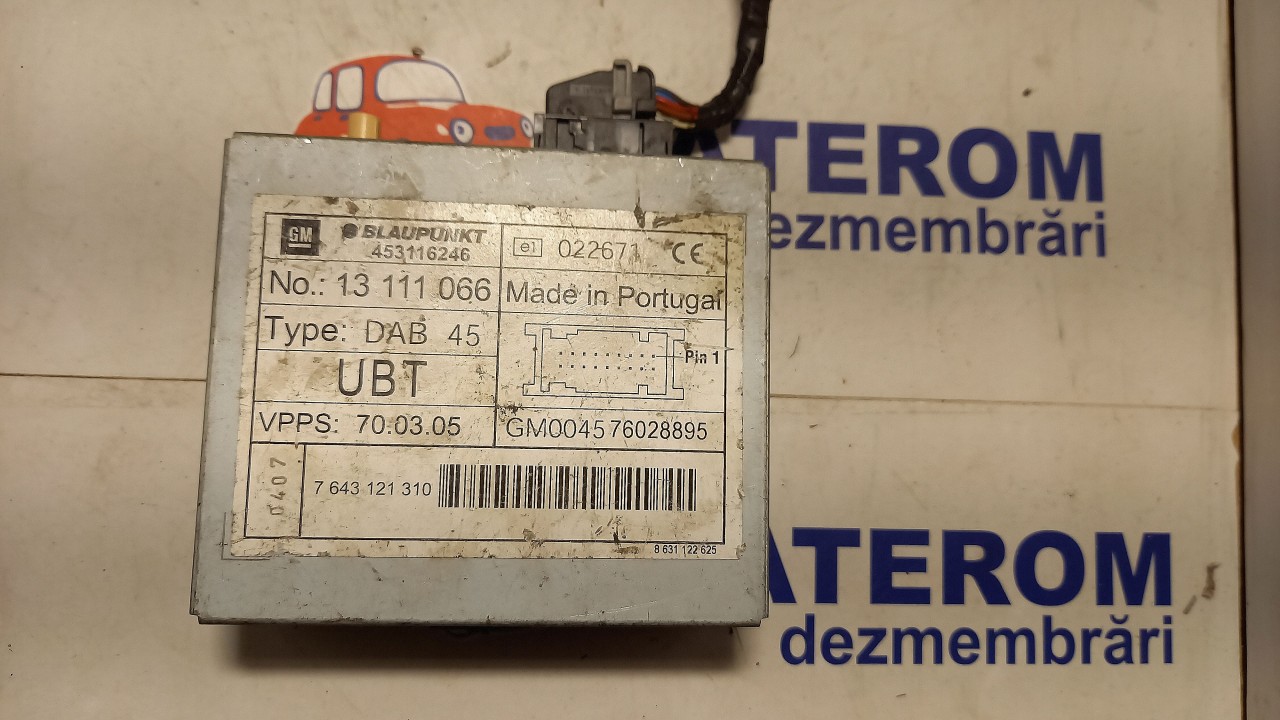 GM BLAUPUNKT
453116246
e1 022671 CE
No.: 13 111 066
Made in Portugal
Type: DAB 45
Pin 1
UBT
VPPS: 70.03.05
GM004576028895
0407
7 643 121 310
8 631 122 625
ATEROM
dezmembrări
ATEROM
dezmembrări